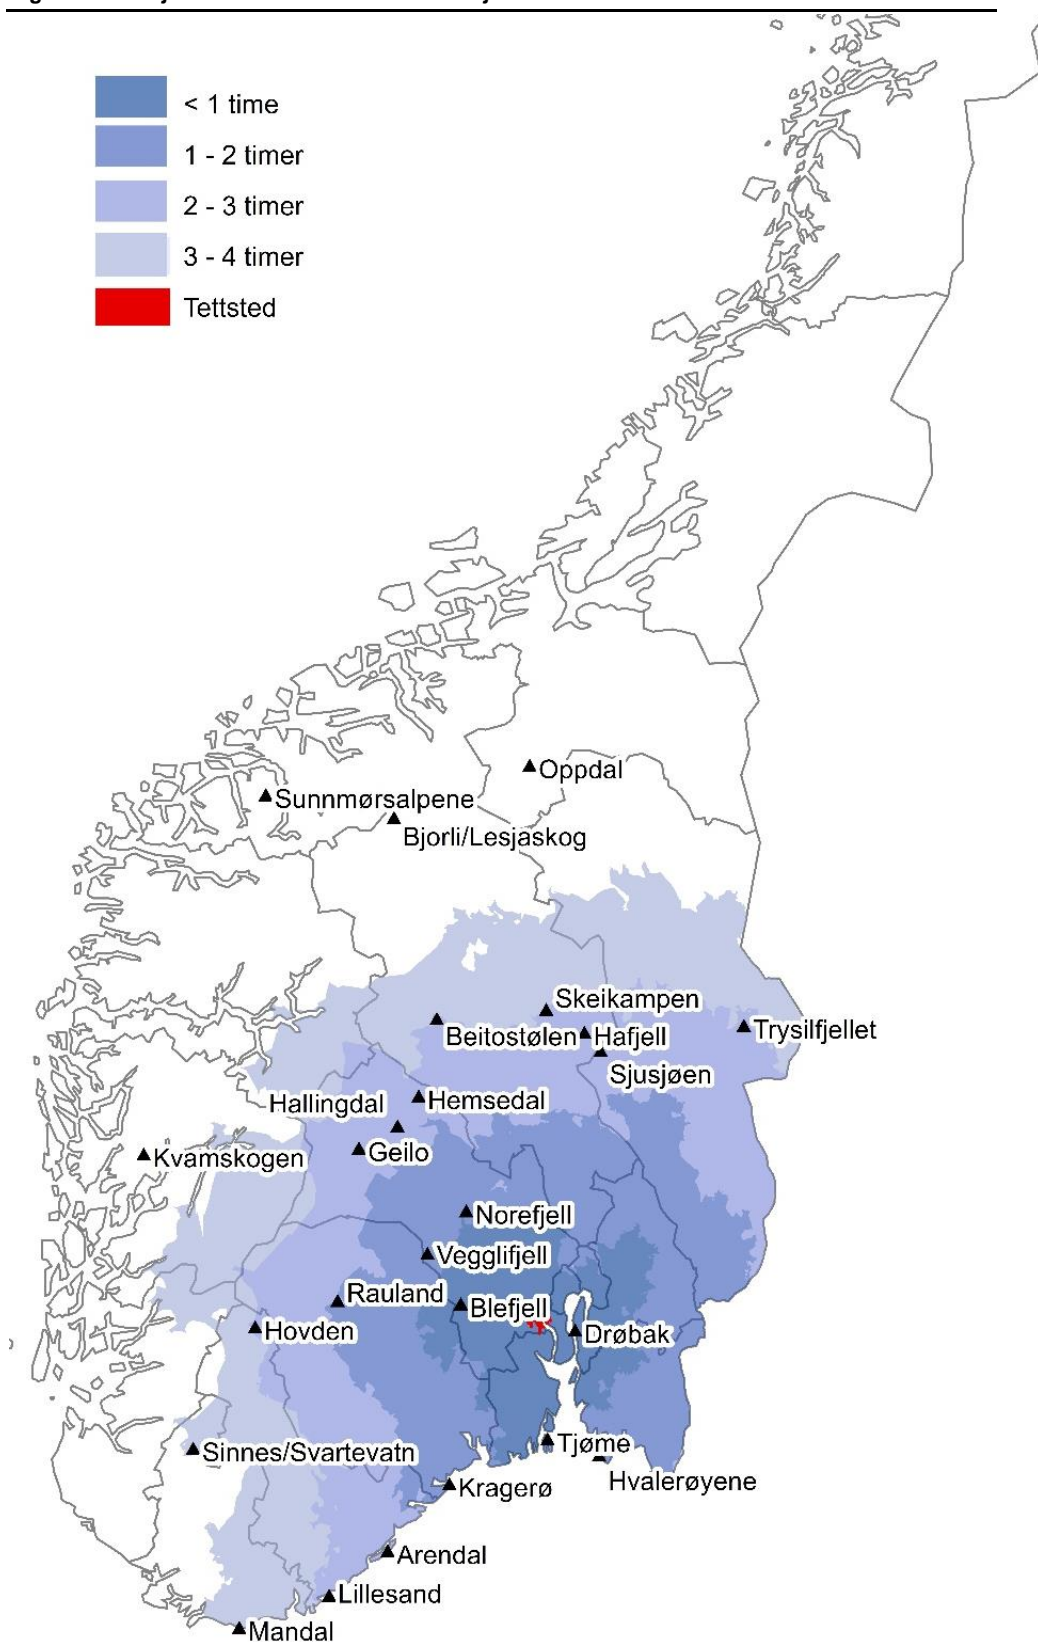 < 1 time
1 - 2 timer
2 - 3 timer
3 - 4 timer
Tettsted
Oppdal
Sunnmørsalpene
Bjorli/Lesjaskog
Skeikampen
Beitostølen
Hafjell
Trysilfjellet
Sjusjøen
Hallingdal
Hemsedal
Kvamskogen
Geilo
Norefjell
Vegglifjell
Rauland
Blefjell
Hovden
Drøbak
Sinnes/Svartevatn
Tjøme
Hvalerøyene
Kragerø
Arendal
Lillesand
Mandal